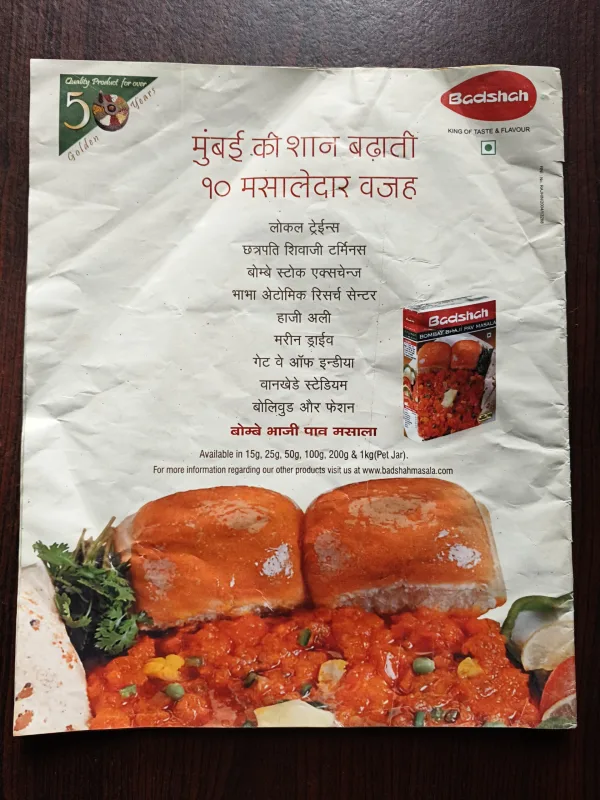 Quality Product for over
50
Golden Years
Badshah
KING OF TASTE & FLAVOUR
मुंबई की शान बढ़ाती
१० मसालेदार वजह
लोकल ट्रेईन्स
छत्रपति शिवाजी टर्मिनस
बोम्बे स्टोक एक्सचेन्ज
भाभा अेटोमिक रिसर्च सेन्टर
हाजी अली
मरीन ड्राईव
गेट वे ऑफ इन्डीया
वानखेडे स्टेडियम
बोलिवुड और फेशन
बोम्बे भाजी पाव मसाला
Badshah
BOMBAY BHAJI PAV MASALA
Available in 15g, 25g, 50g, 100g, 200g & 1kg(Pet Jar).
For more information regarding our other products visit us at www.badshahmasala.com